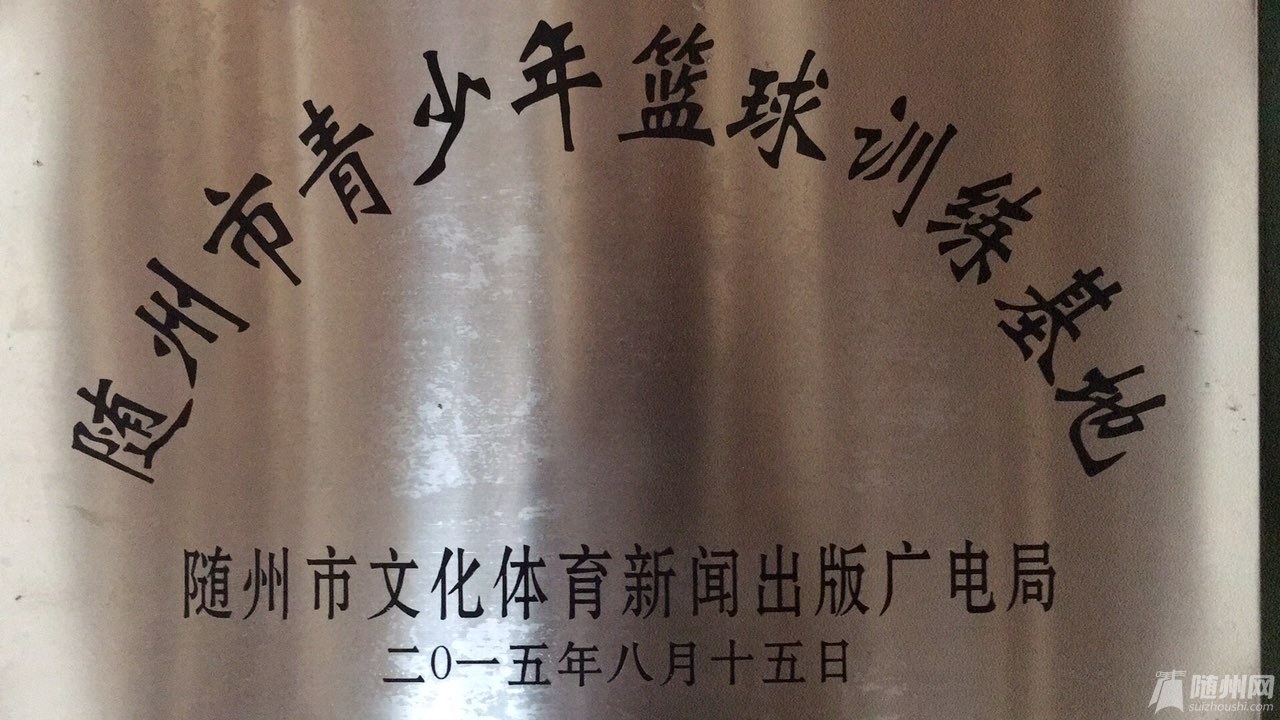 随州市青少年篮球训练基地
随州市文化体育新闻出版广电局
二0一五年八月十五日
随州网
suizhoushi.com